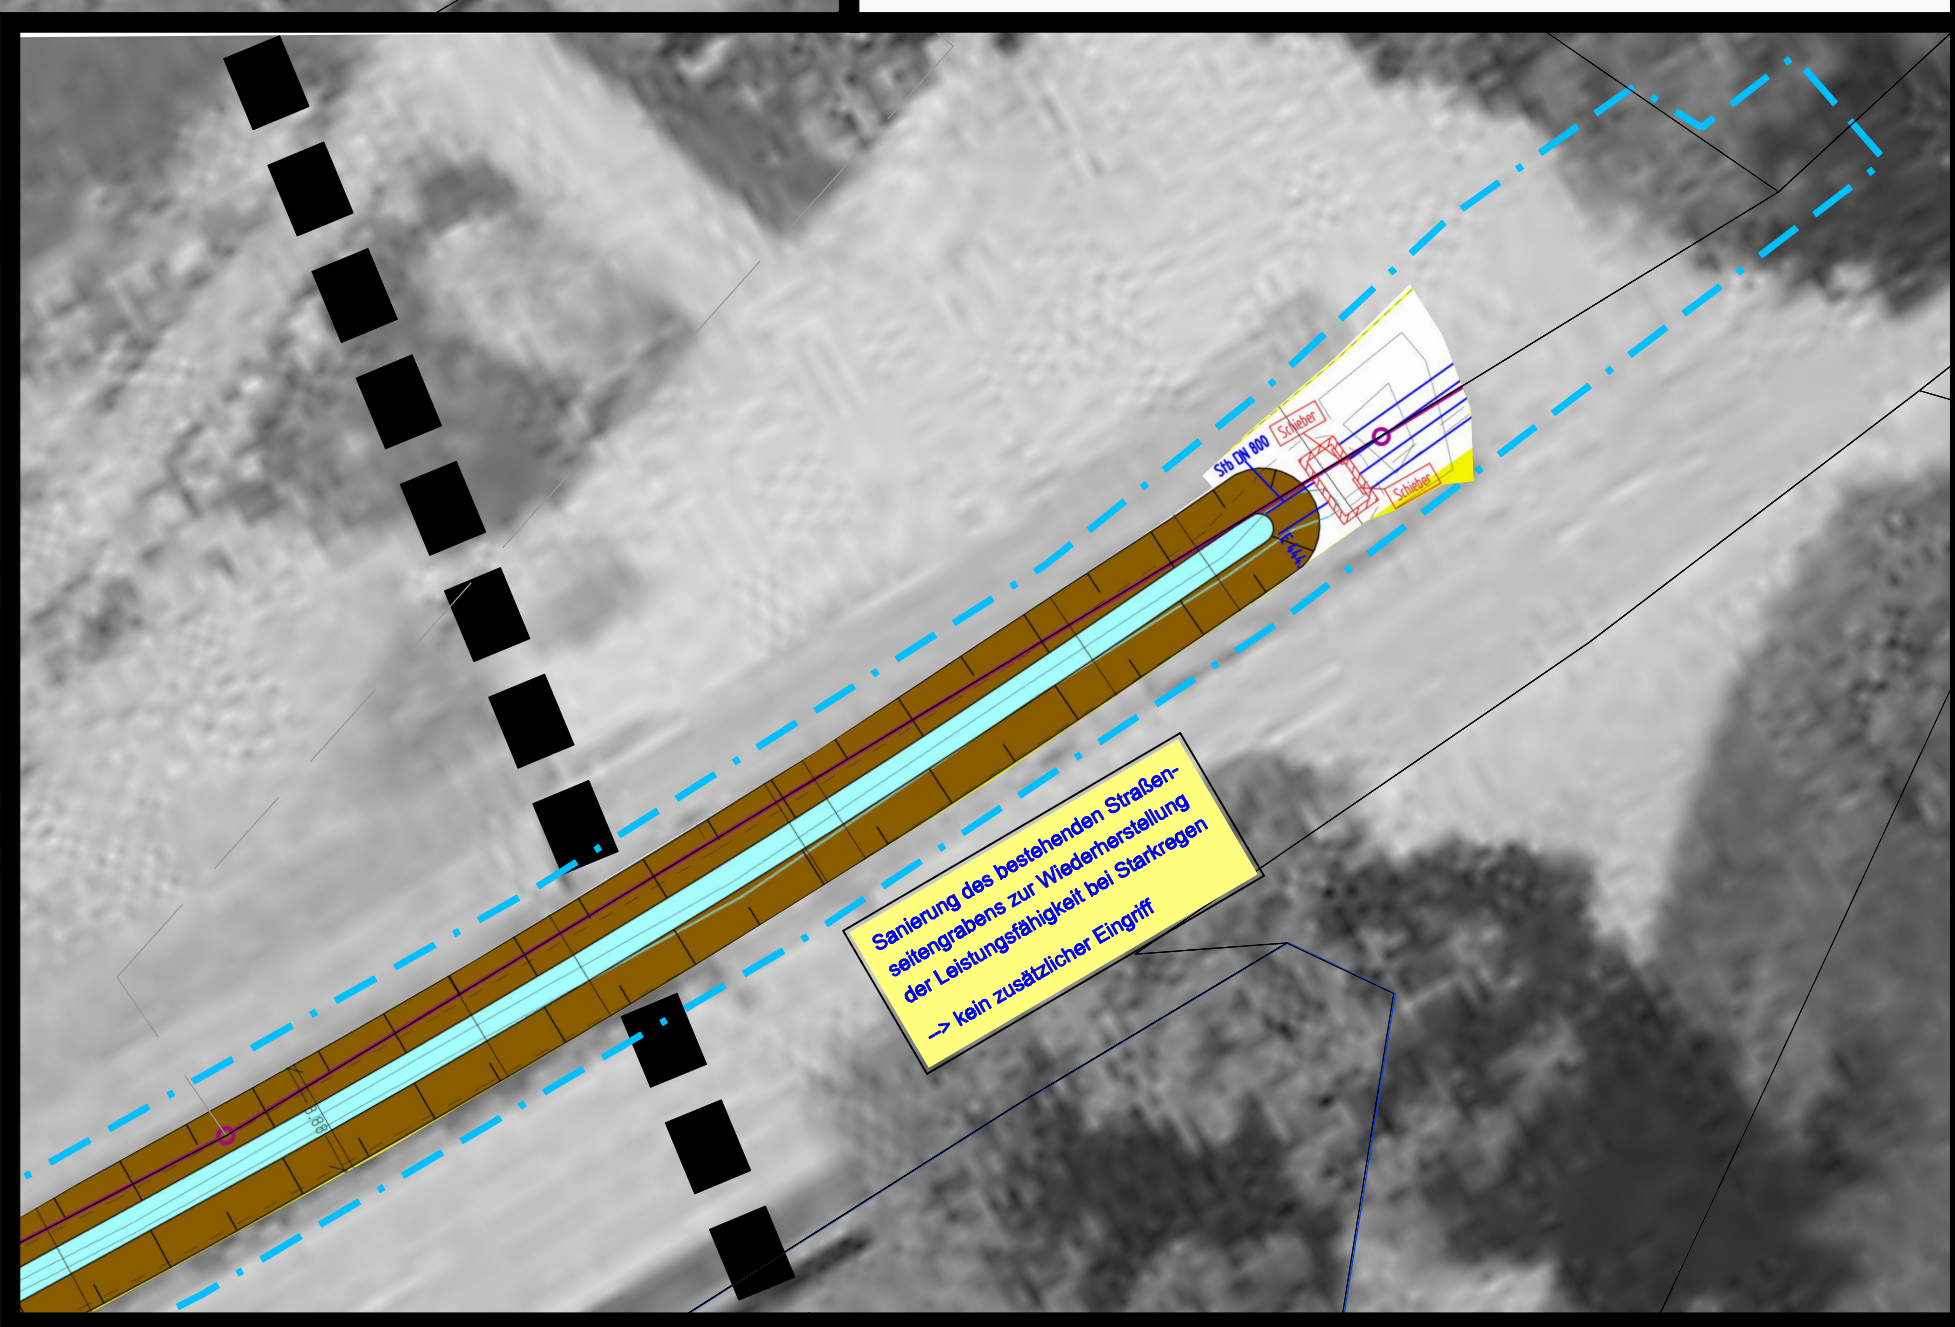 Schieber
Stb DN 800
Schieber
Sanierung des bestehenden Straßen-
seitengrabens zur Wiederherstellung
der Leistungsfähigkeit bei Starkregen
--> kein zusätzlicher Eingriff